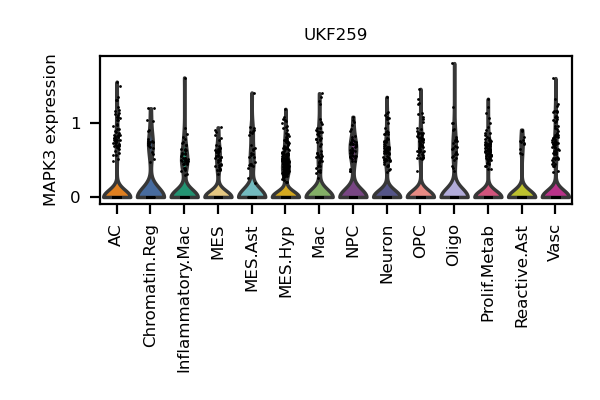 UKF259
MAPK3 expression
1
0
AC
Chromatin.Reg
Inflammatory.Mac
MES
MES.Ast
MES.Hyp
Mac
NPC
Neuron
OPC
Oligo
Prolif.Metab
Reactive.Ast
Vasc